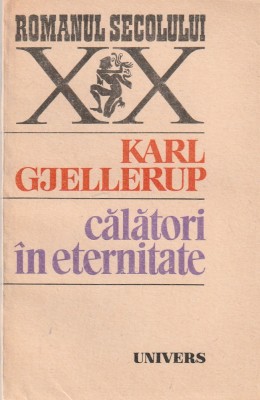 ROMANUL SECOLULUI
XX
KARL
GJELLERUP
călători
în eternitate
UNIVERS